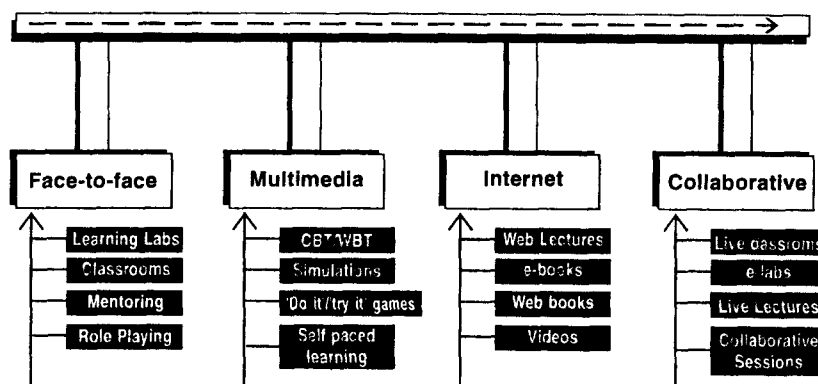 Face-to-face
Learning Labs
Classrooms
Mentoring
Role Playing
Multimedia
CBT/WBT
Simulations
'Do it'/'try it' games
Self paced
learning
Internet
Web Lectures
e-books
Web books
Videos
Collaborative
Live
e-labs
Live Lectures
Collaborative
Sessions